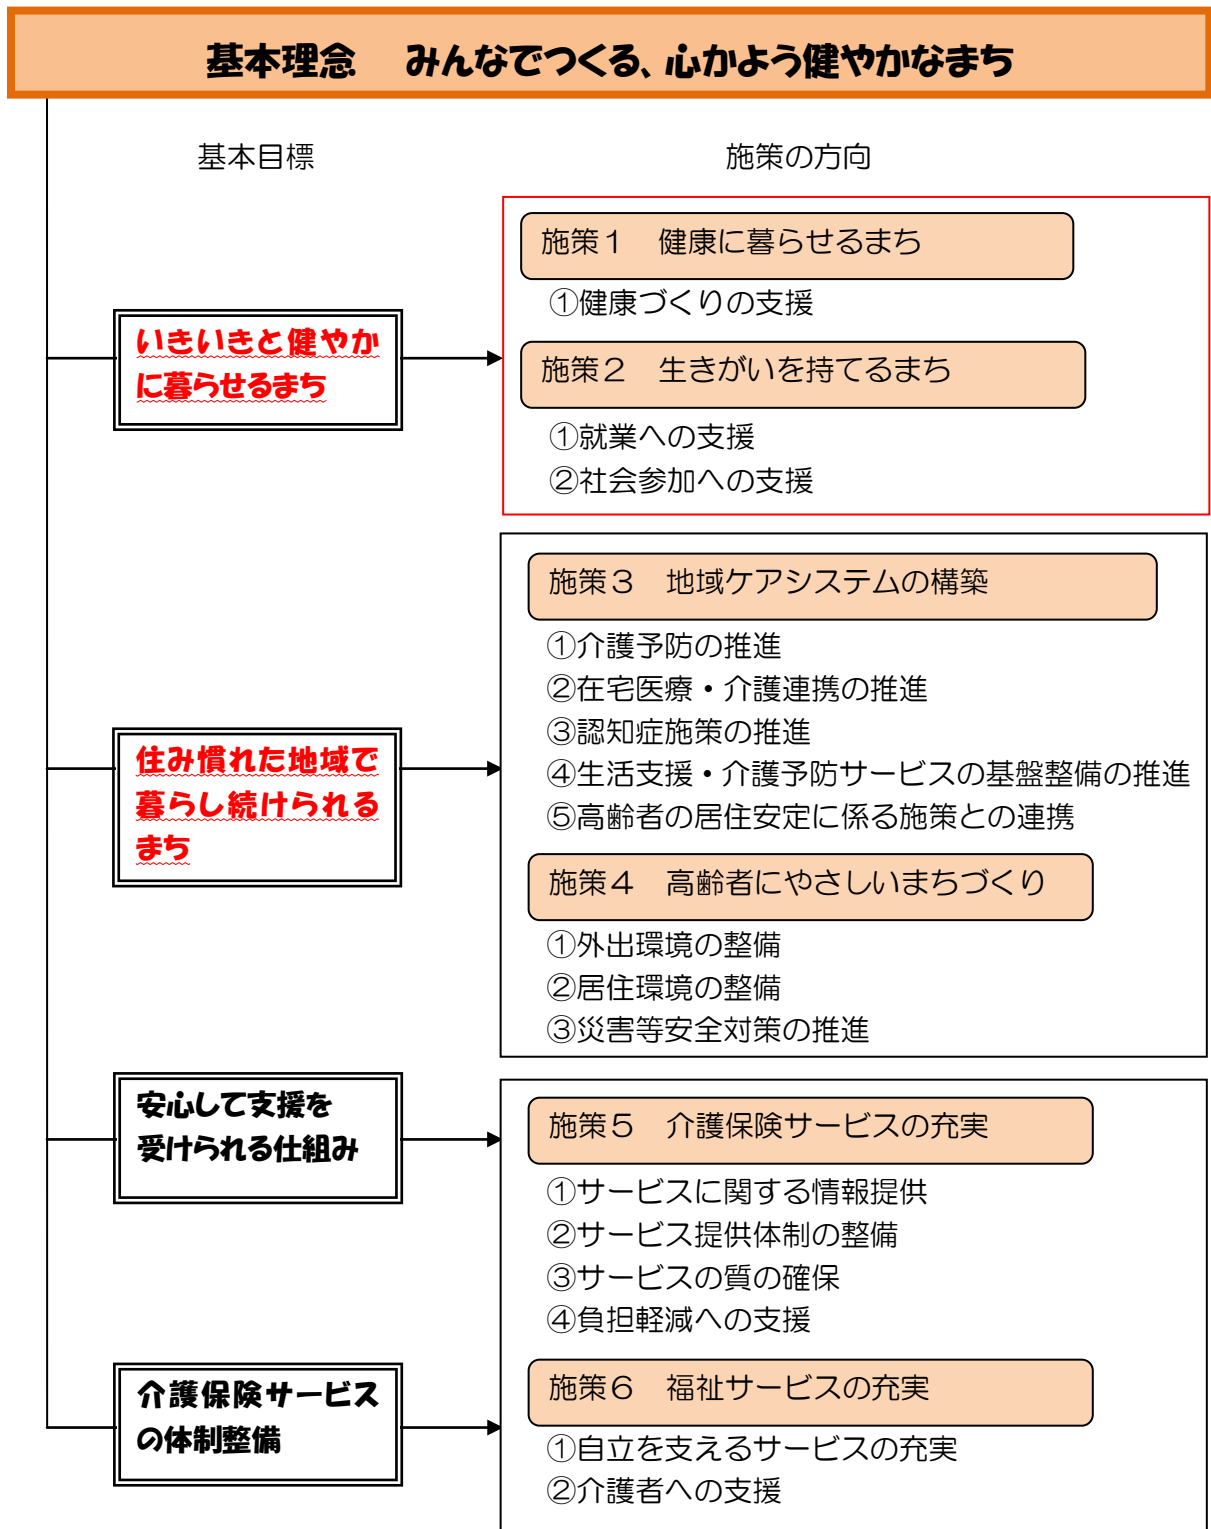 基本理念　みんなでつくる、心かよう健やかなまち
基本目標
施策の方向
いきいきと健やか
に暮らせるまち
施策１　健康に暮らせるまち
①健康づくりの支援
施策２　生きがいを持てるまち
①就業への支援
②社会参加への支援
住み慣れた地域で
暮らし続けられる
まち
施策３　地域ケアシステムの構築
①介護予防の推進
②在宅医療・介護連携の推進
③認知症施策の推進
④生活支援・介護予防サービスの基盤整備の推進
⑤高齢者の居住安定に係る施策との連携
施策４　高齢者にやさしいまちづくり
①外出環境の整備
②居住環境の整備
③災害等安全対策の推進
安心して支援を
受けられる仕組み
施策５　介護保険サービスの充実
①サービスに関する情報提供
②サービス提供体制の整備
③サービスの質の確保
④負担軽減への支援
介護保険サービス
の体制整備
施策６　福祉サービスの充実
①自立を支えるサービスの充実
②介護者への支援